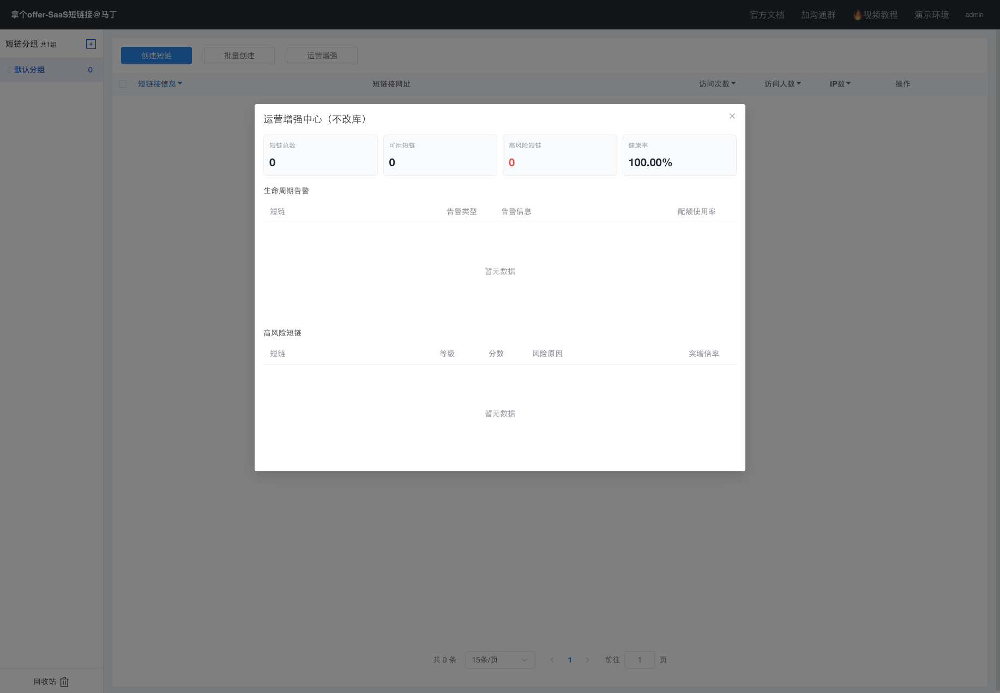 拿个offer-SaaS短链接@马丁
官方文档 加沟通群 🔥视频教程 演示环境 admin
短链分组 共1组
默认分组 0
创建短链 批量创建 运营增强
短链接信息 短链接网址 访问次数 访问人数 IP数 操作
运营增强中心（不改库）
短链总数 可用短链 高风险短链 健康率
0 0 0 100.00%
生命周期告警
短链 告警类型 告警信息 配额使用率
暂无数据
高风险短链
短链 等级 分数 风险原因 突增倍率
暂无数据
共 0 条 15条/页 1 前往 1 页
回收站